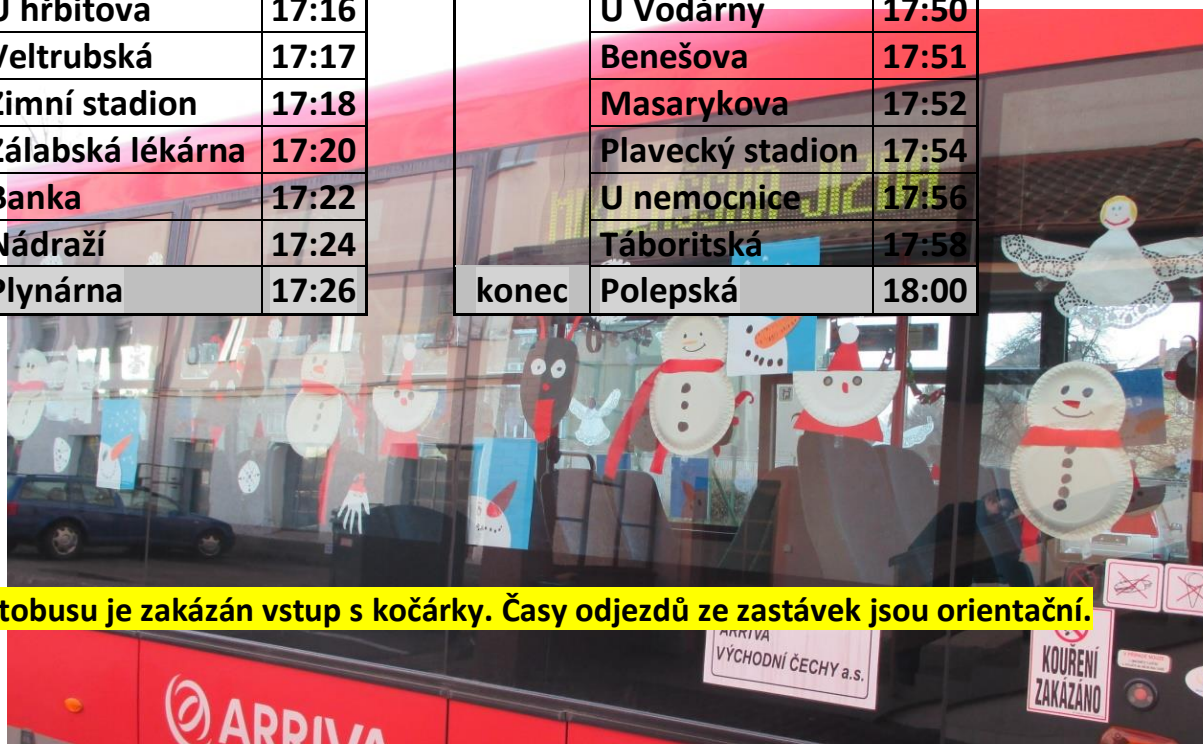 U hřbitova 17:16
Veltrubská 17:17
Zimní stadion 17:18
Zálabská lékárna 17:20
Banka 17:22
Nádraží 17:24
Plynárna 17:26
U Vodárny 17:50
Benešova 17:51
Masarykova 17:52
Plavecký stadion 17:54
U nemocnice 17:56
Táboritská 17:58
konec Polepská 18:00
MIKULÁŠSKÁ JÍZDA
tobusu je zakázán vstup s kočárky. Časy odjezdů ze zastávek jsou orientační.
ARRIVA
VÝCHODNÍ ČECHY a.s.
KOUŘENÍ
ZAKÁZÁNO
ARRIVA